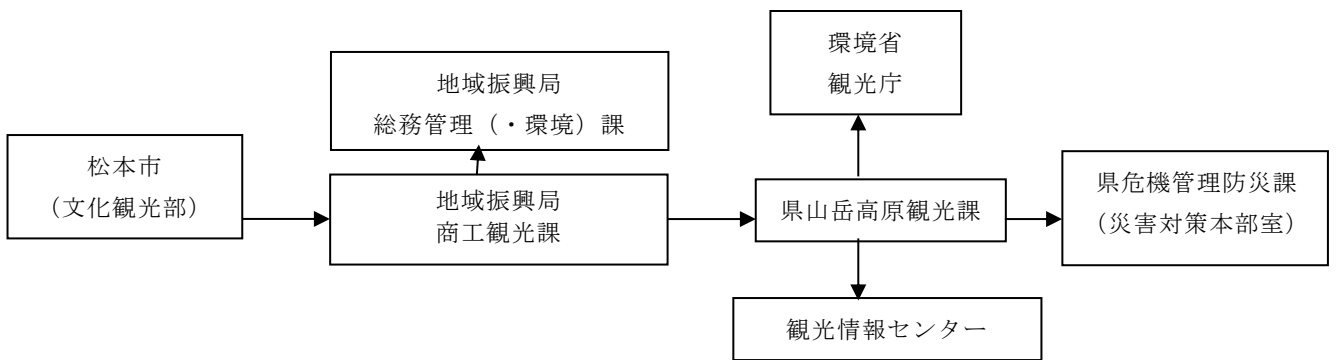 環境省
観光庁
地域振興局
総務管理（・環境）課
松本市
（文化観光部）
地域振興局
商工観光課
県山岳高原観光課
県危機管理防災課
（災害対策本部室）
観光情報センター